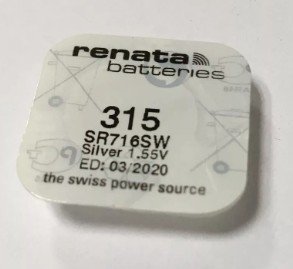 renata
batteries
315
SR716SW
Silver 1.55V
ED: 03/2020
the swiss power source